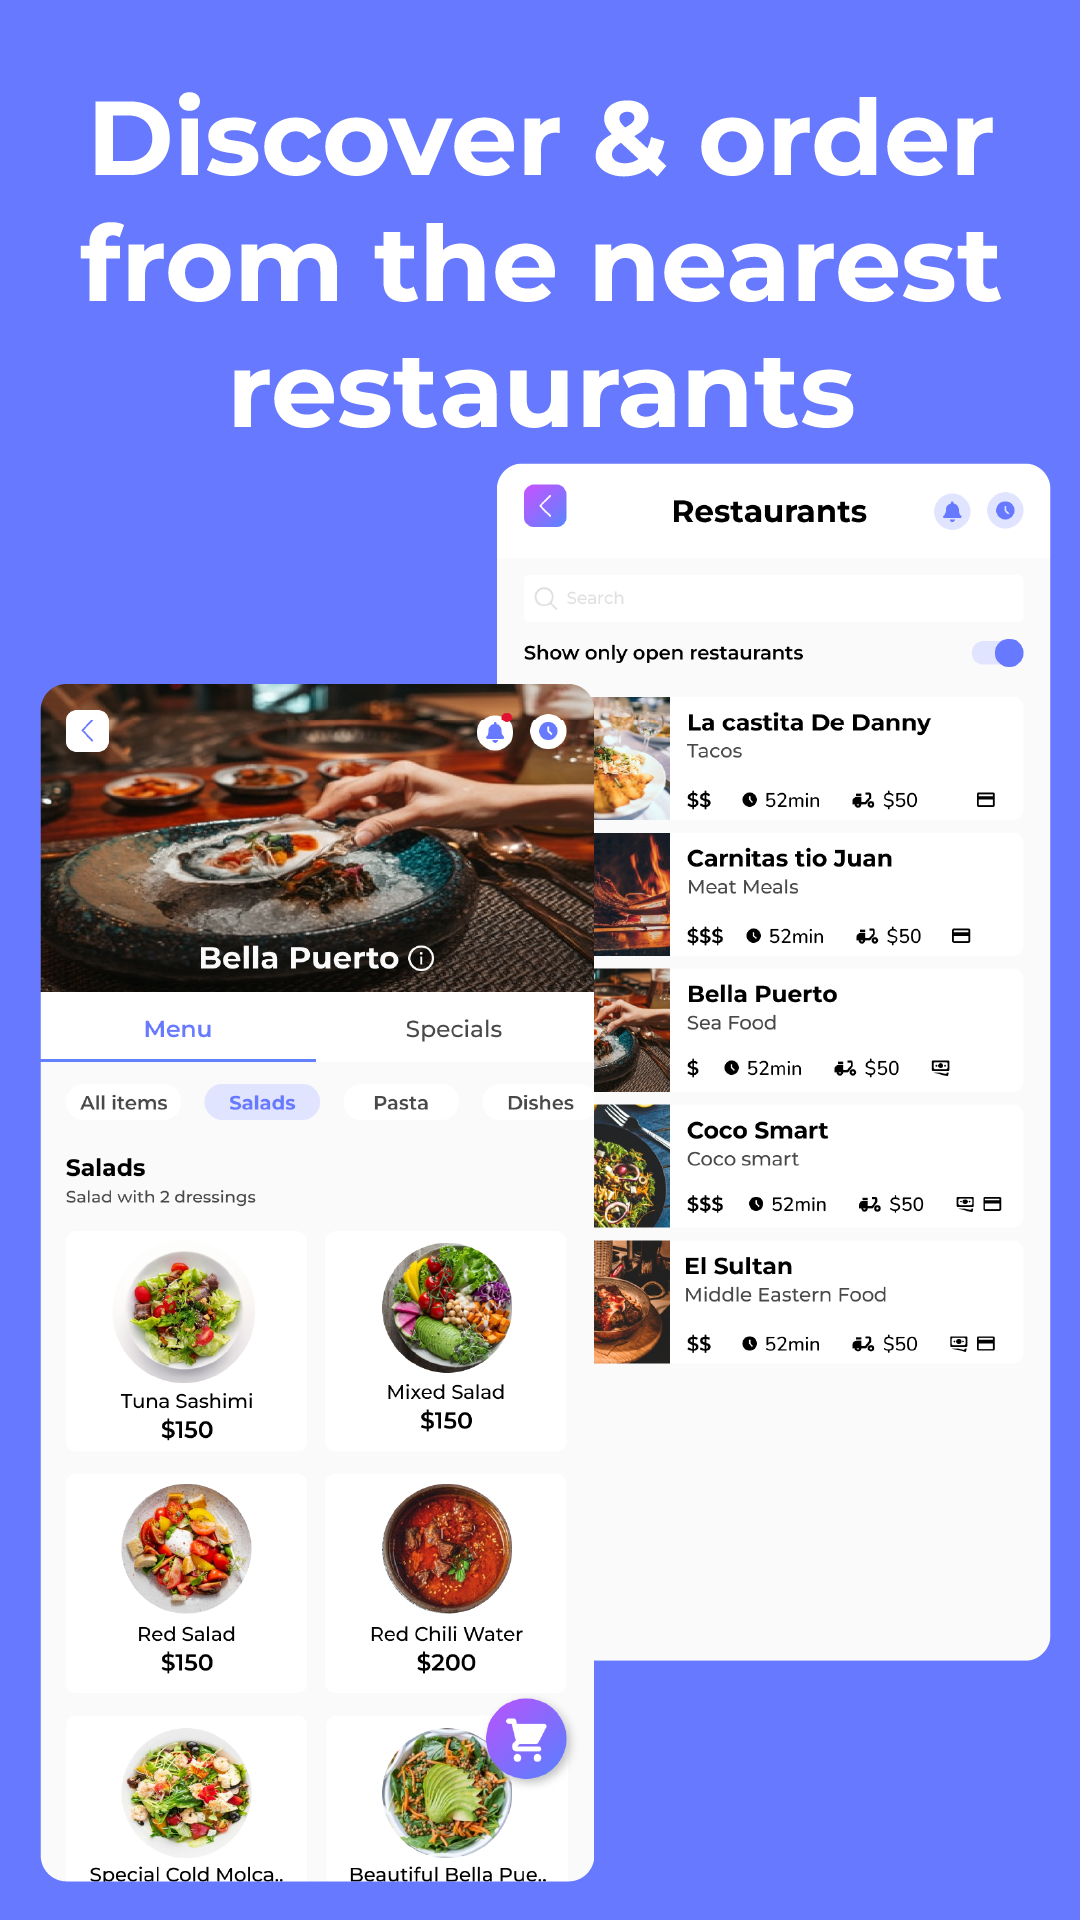 Discover & order
from the nearest
restaurants
Restaurants
Search
Show only open restaurants
La castita De Danny
Tacos
$$ 52min $50
Carnitas tio Juan
Meat Meals
$$$ 52min $50
Bella Puerto
Sea Food
$ 52min $50
Coco Smart
Coco smart
$$$ 52min $50
El Sultan
Middle Eastern Food
$$ 52min $50
Bella Puerto
Menu Specials
All items Salads Pasta Dishes
Salads
Salad with 2 dressings
Tuna Sashimi
$150
Mixed Salad
$150
Red Salad
$150
Red Chili Water
$200
Special Cold Molca..
Beautiful Bella Pue..